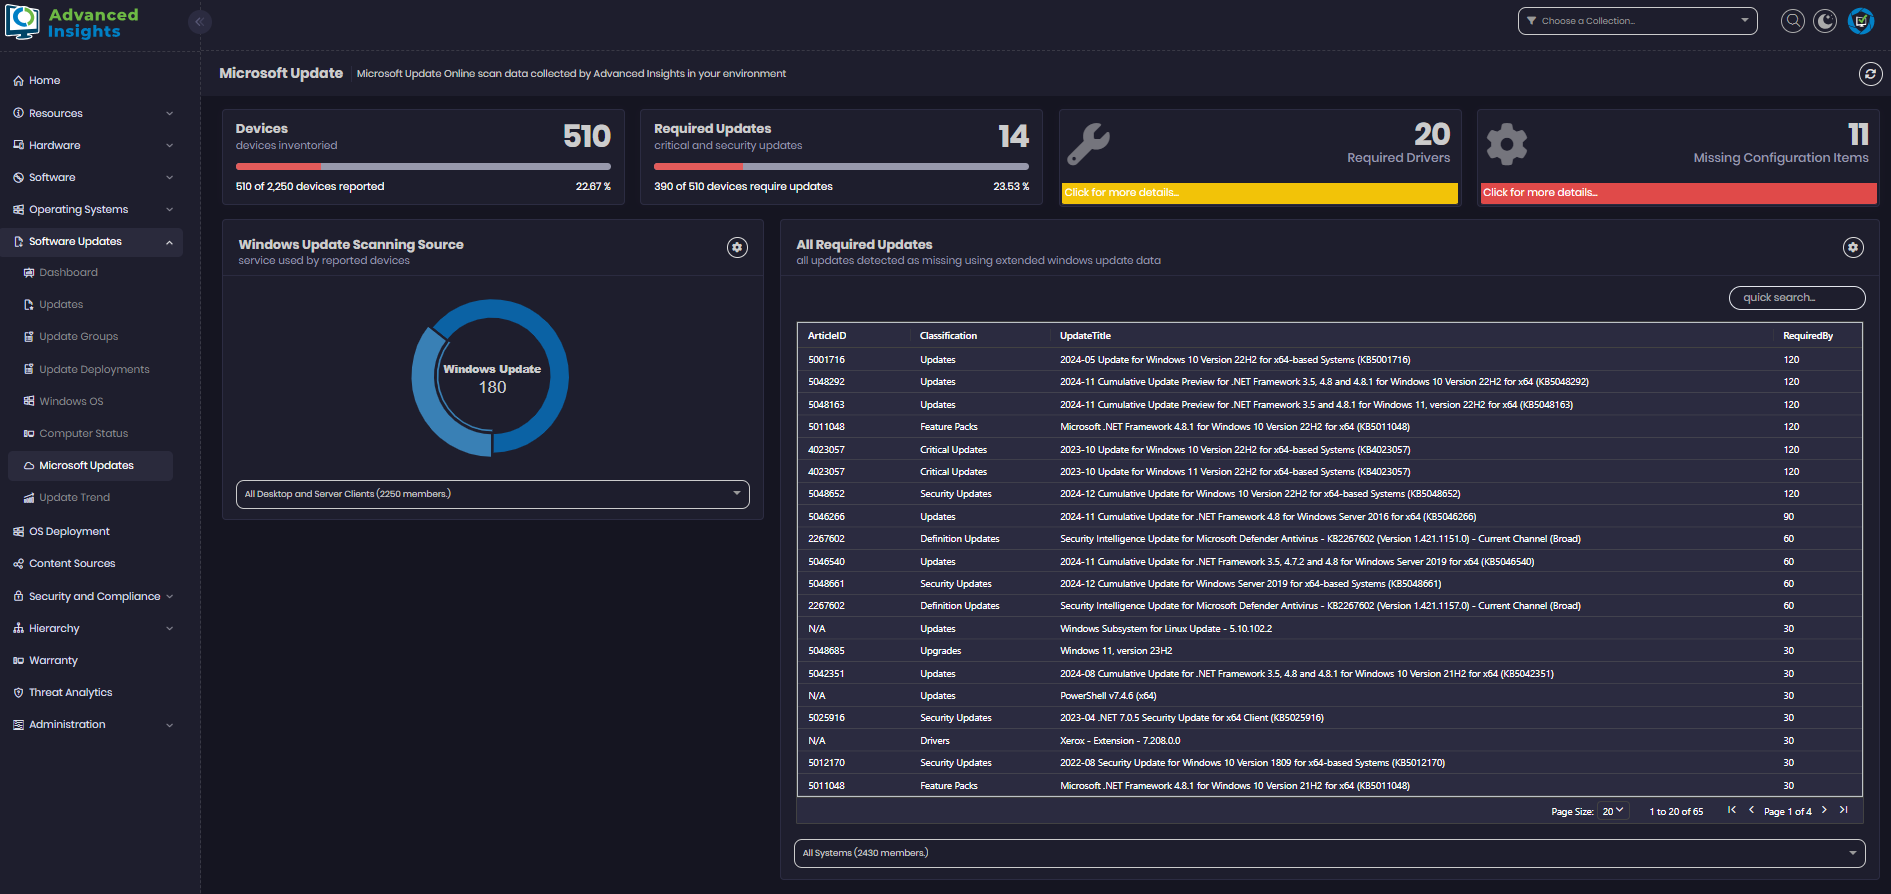 Advanced
Insights
Choose a Collection...
Home
Resources
Hardware
Software
Operating Systems
Software Updates
Dashboard
Updates
Update Groups
Update Deployments
Windows OS
Computer Status
Microsoft Updates
Update Trend
OS Deployment
Content Sources
Security and Compliance
Hierarchy
Warranty
Threat Analytics
Administration
Microsoft Update Microsoft Update Online scan data collected by Advanced Insights in your environment
Devices
devices inventoried
510
510 of 2,250 devices reported 22.67 %
Required Updates
critical and security updates
14
390 of 510 devices require updates 23.53 %
20
Required Drivers
Click for more details...
11
Missing Configuration Items
Click for more details...
Windows Update Scanning Source
service used by reported devices
Windows Update
180
All Desktop and Server Clients (2250 members.)
All Required Updates
all updates detected as missing using extended windows update data
quick search...
ArticleID Classification UpdateTitle RequiredBy
5001716 Updates 2024-05 Update for Windows 10 Version 22H2 for x64-based Systems (KB5001716) 120
5048292 Updates 2024-11 Cumulative Update Preview for .NET Framework 3.5, 4.8 and 4.8.1 for Windows 10 Version 22H2 for x64 (KB5048292) 120
5048163 Updates 2024-11 Cumulative Update Preview for .NET Framework 3.5 and 4.8.1 for Windows 11, version 22H2 for x64 (KB5048163) 120
5011048 Feature Packs Microsoft .NET Framework 4.8.1 for Windows 10 Version 22H2 for x64 (KB5011048) 120
4023057 Critical Updates 2023-10 Update for Windows 10 Version 22H2 for x64-based Systems (KB4023057) 120
4023057 Critical Updates 2023-10 Update for Windows 11 Version 22H2 for x64-based Systems (KB4023057) 120
5048652 Security Updates 2024-12 Cumulative Update for Windows 10 Version 22H2 for x64-based Systems (KB5048652) 120
5046266 Updates 2024-11 Cumulative Update for .NET Framework 4.8 for Windows Server 2016 for x64 (KB5046266) 90
2267602 Definition Updates Security Intelligence Update for Microsoft Defender Antivirus - KB2267602 (Version 1.421.1151.0) - Current Channel (Broad) 60
5046540 Updates 2024-11 Cumulative Update for .NET Framework 3.5, 4.7.2 and 4.8 for Windows Server 2019 for x64 (KB5046540) 60
5048661 Security Updates 2024-12 Cumulative Update for Windows Server 2019 for x64-based Systems (KB5048661) 60
2267602 Definition Updates Security Intelligence Update for Microsoft Defender Antivirus - KB2267602 (Version 1.421.1157.0) - Current Channel (Broad) 60
N/A Updates Windows Subsystem for Linux Update - 5.10.102.2 30
5048685 Upgrades Windows 11, version 23H2 30
5042351 Updates 2024-08 Cumulative Update for .NET Framework 3.5, 4.8 and 4.8.1 for Windows 10 Version 21H2 for x64 (KB5042351) 30
N/A Updates PowerShell v7.4.6 (x64) 30
5025916 Security Updates 2023-04 .NET 7.0.5 Security Update for x64 Client (KB5025916) 30
N/A Drivers Xerox - Extension - 7.208.0.0 30
5012170 Security Updates 2022-08 Security Update for Windows 10 Version 1809 for x64-based Systems (KB5012170) 30
5011048 Feature Packs Microsoft .NET Framework 4.8.1 for Windows 10 Version 21H2 for x64 (KB5011048) 30
Page Size: 20 1 to 20 of 65 Page 1 of 4
All Systems (2430 members.)